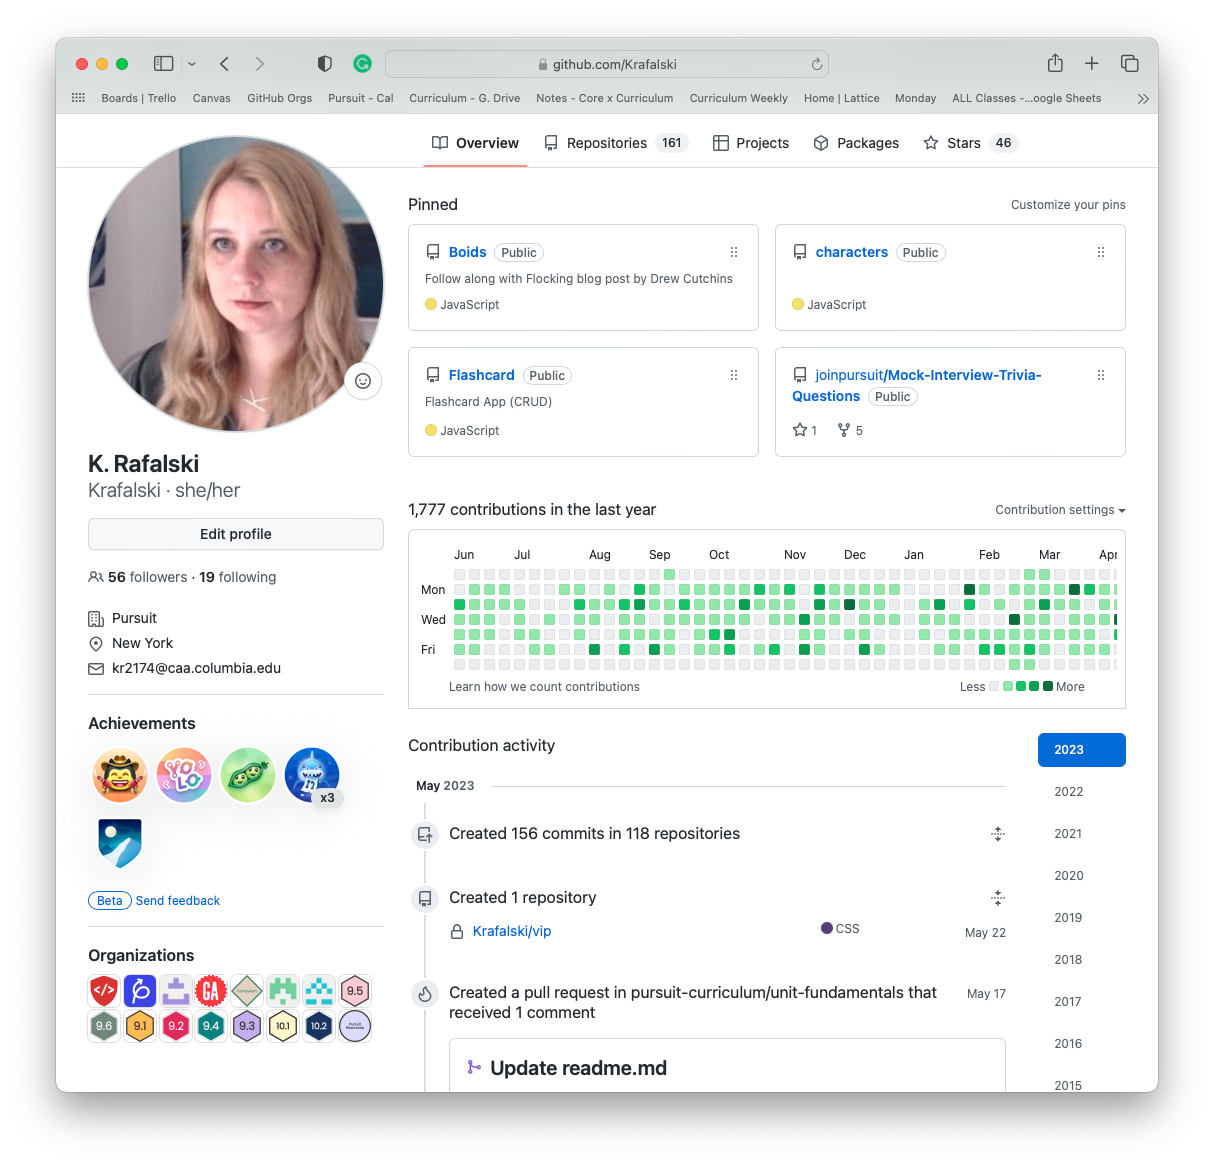 github.com/Krafalski
Boards | Trello Canvas GitHub Orgs Pursuit - Cal Curriculum - G. Drive Notes - Core x Curriculum Curriculum Weekly Home | Lattice Monday ALL Classes -...oogle Sheets
Overview Repositories 161 Projects Packages Stars 46
Pinned
Customize your pins
Boids Public
Follow along with Flocking blog post by Drew Cutchins
JavaScript
characters Public
JavaScript
Flashcard Public
Flashcard App (CRUD)
JavaScript
joinpursuit/Mock-Interview-Trivia-
Questions Public
1 5
K. Rafalski
Krafalski · she/her
Edit profile
56 followers · 19 following
Pursuit
New York
kr2174@caa.columbia.edu
Achievements
YOLO
x3
Beta Send feedback
Organizations
</> GA Curriculum 9.5
9.6 9.1 9.2 9.4 9.3 10.1 10.2 Pursuit Resources
1,777 contributions in the last year
Contribution settings
Jun Jul Aug Sep Oct Nov Dec Jan Feb Mar Apr
Mon
Wed
Fri
Learn how we count contributions
Less More
Contribution activity
May 2023
Created 156 commits in 118 repositories
Created 1 repository
Krafalski/vip CSS May 22
Created a pull request in pursuit-curriculum/unit-fundamentals that May 17
received 1 comment
Update readme.md
2023
2022
2021
2020
2019
2018
2017
2016
2015